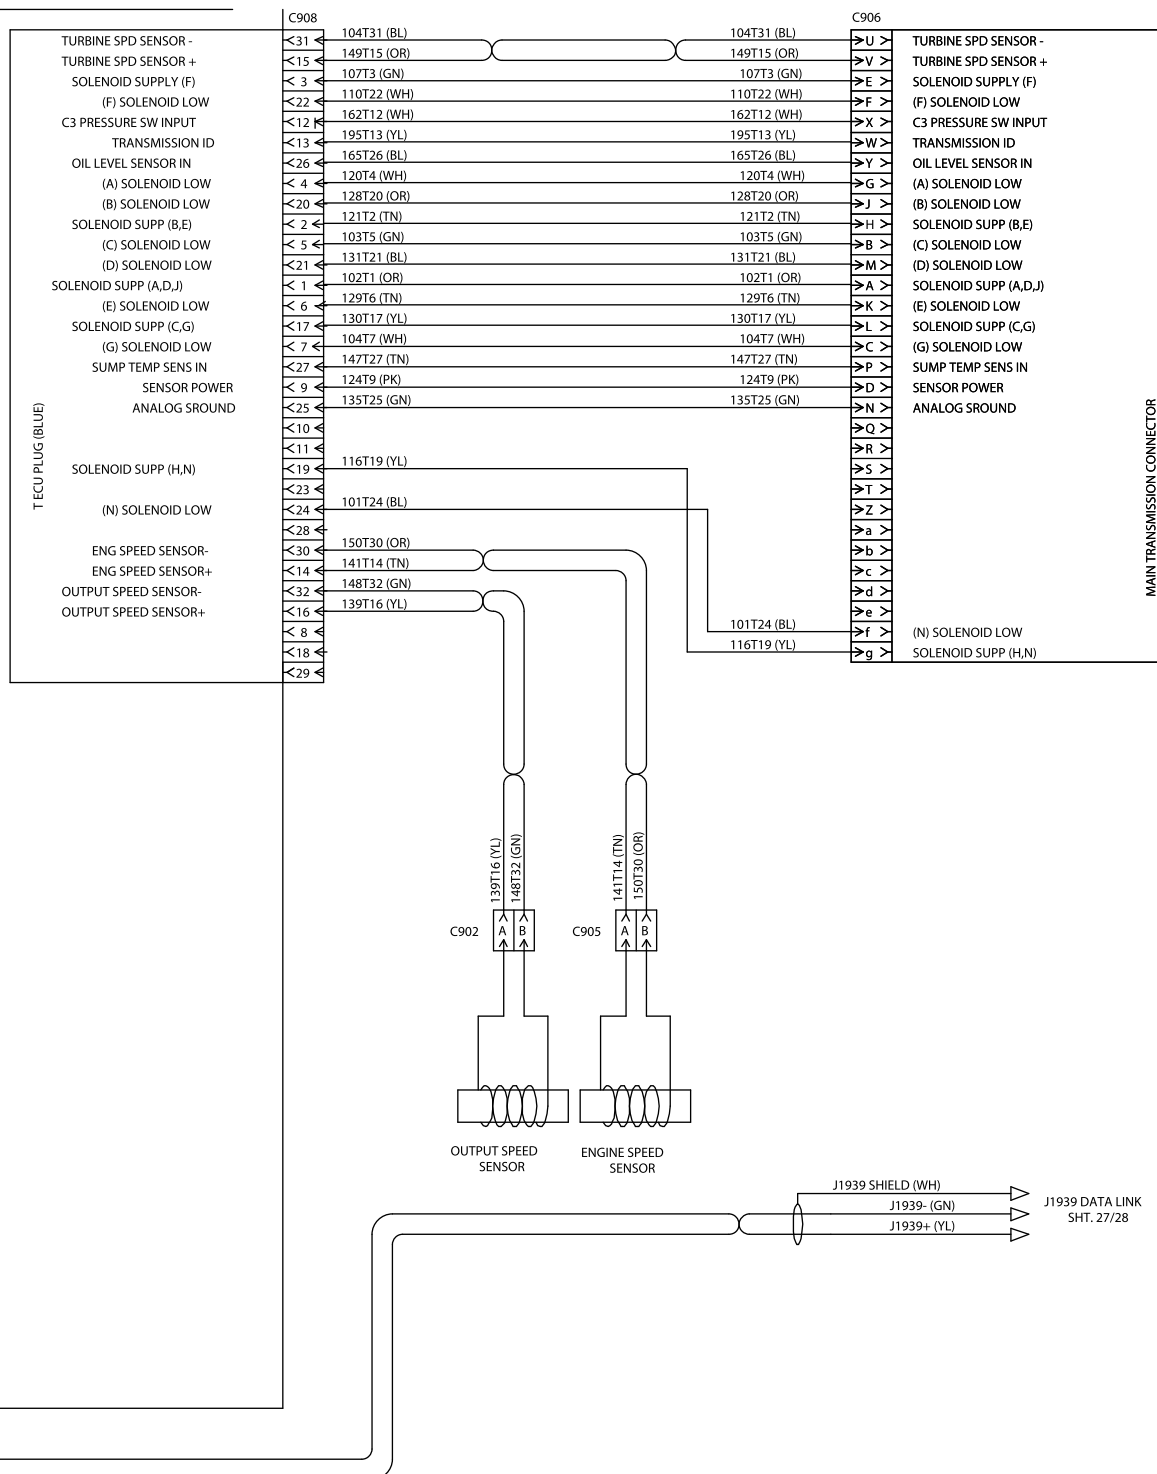 C908
C906
TURBINE SPD SENSOR - 31 104T31 (BL) 104T31 (BL) U TURBINE SPD SENSOR -
TURBINE SPD SENSOR + 15 149T15 (OR) 149T15 (OR) V TURBINE SPD SENSOR +
SOLENOID SUPPLY (F) 3 107T3 (GN) 107T3 (GN) E SOLENOID SUPPLY (F)
(F) SOLENOID LOW 22 110T22 (WH) 110T22 (WH) F (F) SOLENOID LOW
C3 PRESSURE SW INPUT 12 162T12 (WH) 162T12 (WH) X C3 PRESSURE SW INPUT
TRANSMISSION ID 13 195T13 (YL) 195T13 (YL) W TRANSMISSION ID
OIL LEVEL SENSOR IN 26 165T26 (BL) 165T26 (BL) Y OIL LEVEL SENSOR IN
(A) SOLENOID LOW 4 120T4 (WH) 120T4 (WH) G (A) SOLENOID LOW
(B) SOLENOID LOW 20 128T20 (OR) 128T20 (OR) J (B) SOLENOID LOW
SOLENOID SUPP (B,E) 2 121T2 (TN) 121T2 (TN) H SOLENOID SUPP (B,E)
(C) SOLENOID LOW 5 103T5 (GN) 103T5 (GN) B (C) SOLENOID LOW
(D) SOLENOID LOW 21 131T21 (BL) 131T21 (BL) M (D) SOLENOID LOW
SOLENOID SUPP (A,D,J) 1 102T1 (OR) 102T1 (OR) A SOLENOID SUPP (A,D,J)
(E) SOLENOID LOW 6 129T6 (TN) 129T6 (TN) K (E) SOLENOID LOW
SOLENOID SUPP (C,G) 17 130T17 (YL) 130T17 (YL) L SOLENOID SUPP (C,G)
(G) SOLENOID LOW 7 104T7 (WH) 104T7 (WH) C (G) SOLENOID LOW
SUMP TEMP SENS IN 27 147T27 (TN) 147T27 (TN) P SUMP TEMP SENS IN
SENSOR POWER 9 124T9 (PK) 124T9 (PK) D SENSOR POWER
ANALOG SROUND 25 135T25 (GN) 135T25 (GN) N ANALOG SROUND
10 Q
11 R
SOLENOID SUPP (H,N) 19 116T19 (YL) S
23 T
(N) SOLENOID LOW 24 101T24 (BL) Z
28 a
ENG SPEED SENSOR- 30 150T30 (OR) b
ENG SPEED SENSOR+ 14 141T14 (TN) c
OUTPUT SPEED SENSOR- 32 148T32 (GN) d
OUTPUT SPEED SENSOR+ 16 139T16 (YL) e
8 101T24 (BL) f (N) SOLENOID LOW
18 116T19 (YL) g SOLENOID SUPP (H,N)
29
T ECU PLUG (BLUE)
MAIN TRANSMISSION CONNECTOR
139T16 (YL)
148T32 (GN)
141T14 (TN)
150T30 (OR)
C902 A B
C905 A B
OUTPUT SPEED
SENSOR
ENGINE SPEED
SENSOR
J1939 SHIELD (WH)
J1939- (GN)
J1939+ (YL)
J1939 DATA LINK
SHT. 27/28